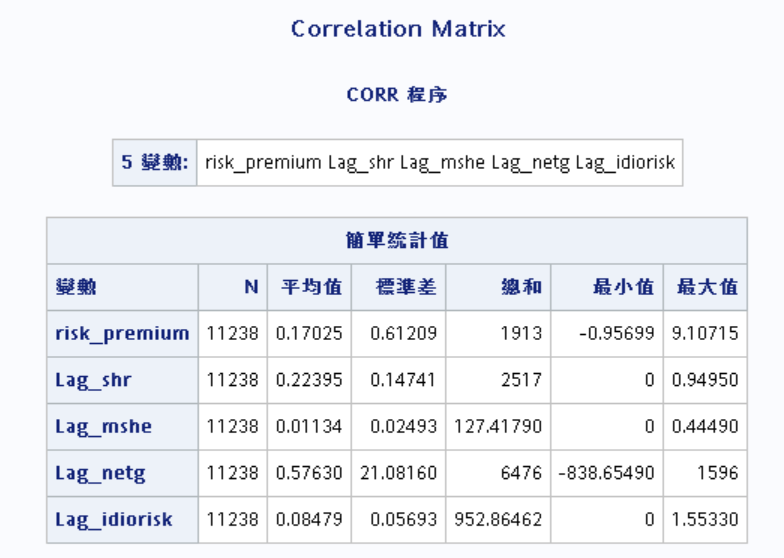 Correlation Matrix
CORR 程序
5 變數: risk_premium Lag_shr Lag_mshe Lag_netg Lag_idiorisk
簡單統計值
變數 N 平均值 標準差 總和 最小值 最大值
risk_premium 11238 0.17025 0.61209 1913 -0.95699 9.10715
Lag_shr 11238 0.22395 0.14741 2517 0 0.94950
Lag_mshe 11238 0.01134 0.02493 127.41790 0 0.44490
Lag_netg 11238 0.57630 21.08160 6476 -838.65490 1596
Lag_idiorisk 11238 0.08479 0.05693 952.86462 0 1.55330